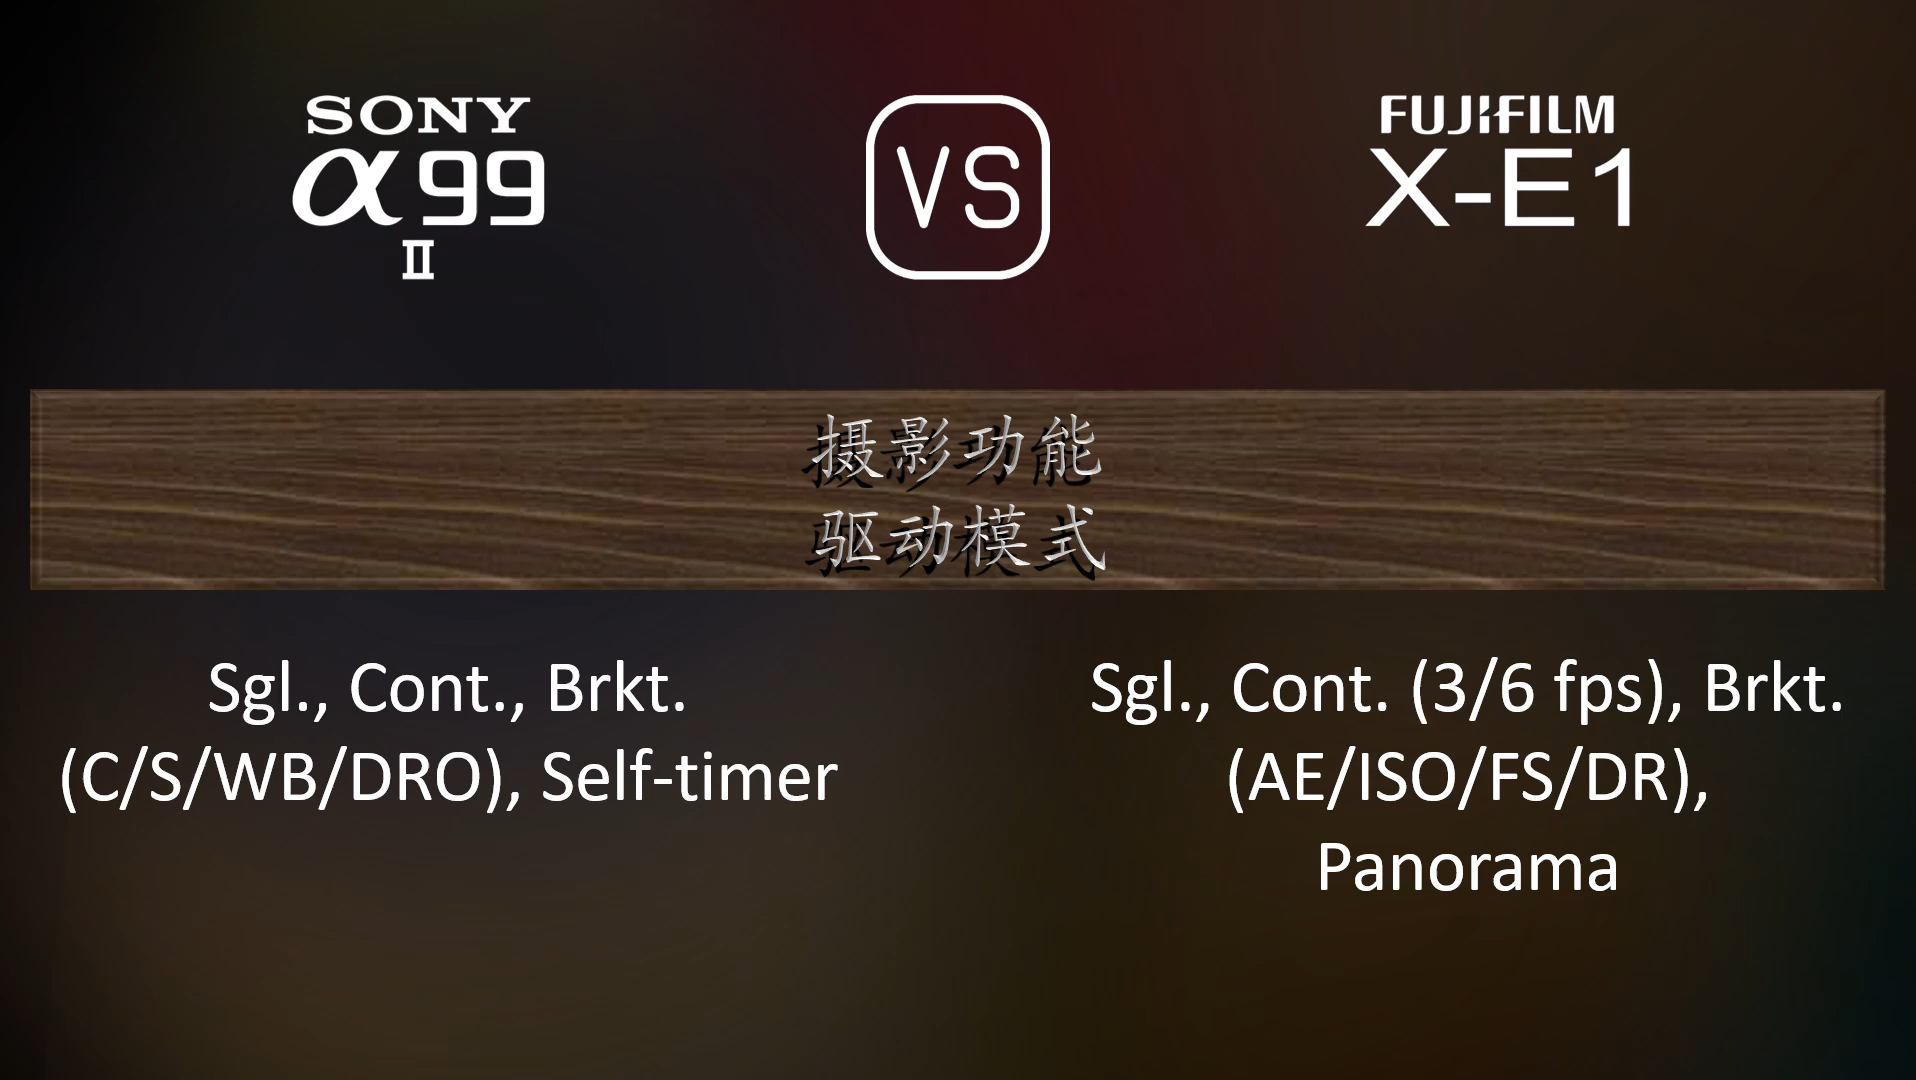 SONY
α99
II
VS
FUJIFILM
X-E1
摄影功能
驱动模式
Sgl., Cont., Brkt.
(C/S/WB/DRO), Self-timer
Sgl., Cont. (3/6 fps), Brkt.
(AE/ISO/FS/DR),
Panorama